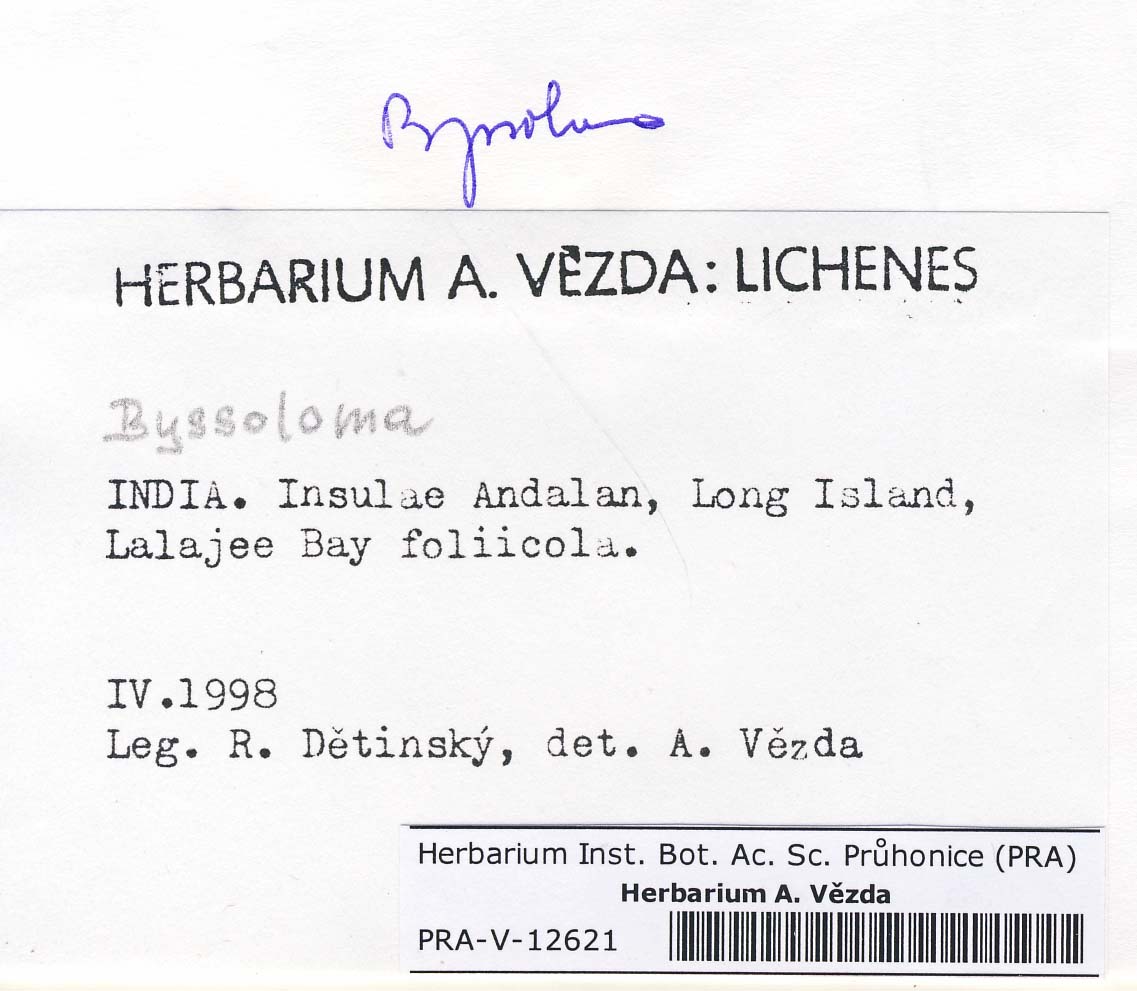 Byssoloma
HERBARIUM A. VĚZDA: LICHENES
Byssoloma
INDIA. Insulae Andalan, Long Island,
Lalajee Bay foliicola.
IV.1998
Leg. R. Dětinský, det. A. Vězda
Herbarium Inst. Bot. Ac. Sc. Průhonice (PRA)
Herbarium A. Vězda
PRA-V-12621